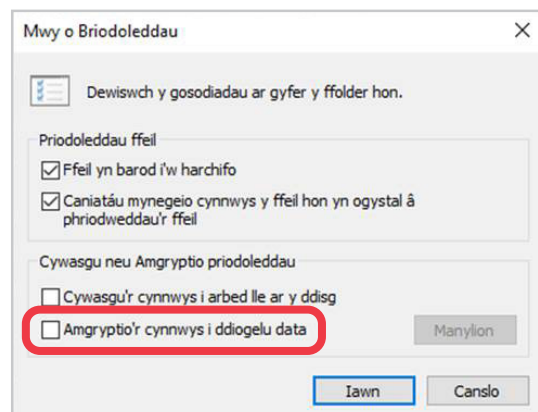 Mwy o Briodoleddau
Dewiswch y gosodiadau ar gyfer y ffolder hon.
Priodoleddau ffeil
Ffeil yn barod i'w harchifo
Caniatáu mynegeio cynnwys y ffeil hon yn ogystal â
phriodweddau'r ffeil
Cywasgu neu Amgryptio priodoleddau
Cywasgu'r cynnwys i arbed lle ar y ddisg
Amgryptio'r cynnwys i ddiogelu data
Manylion
Iawn
Canslo